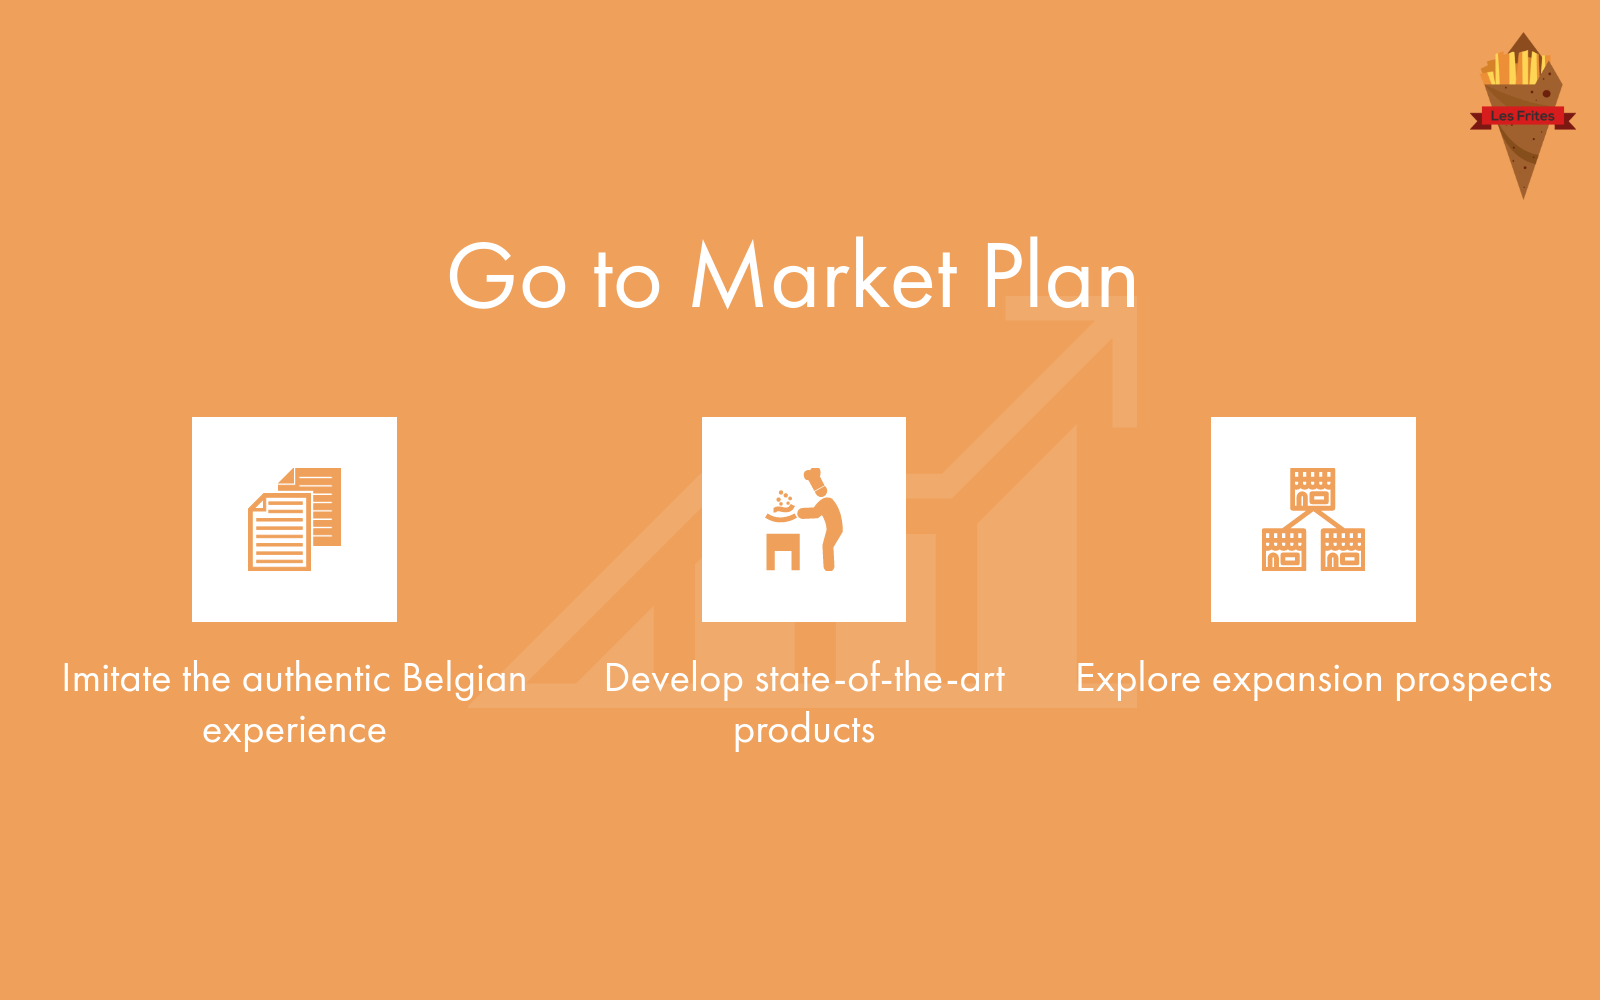 Les Frites
Go to Market Plan
Imitate the authentic Belgian
experience
Develop state-of-the-art
products
Explore expansion prospects